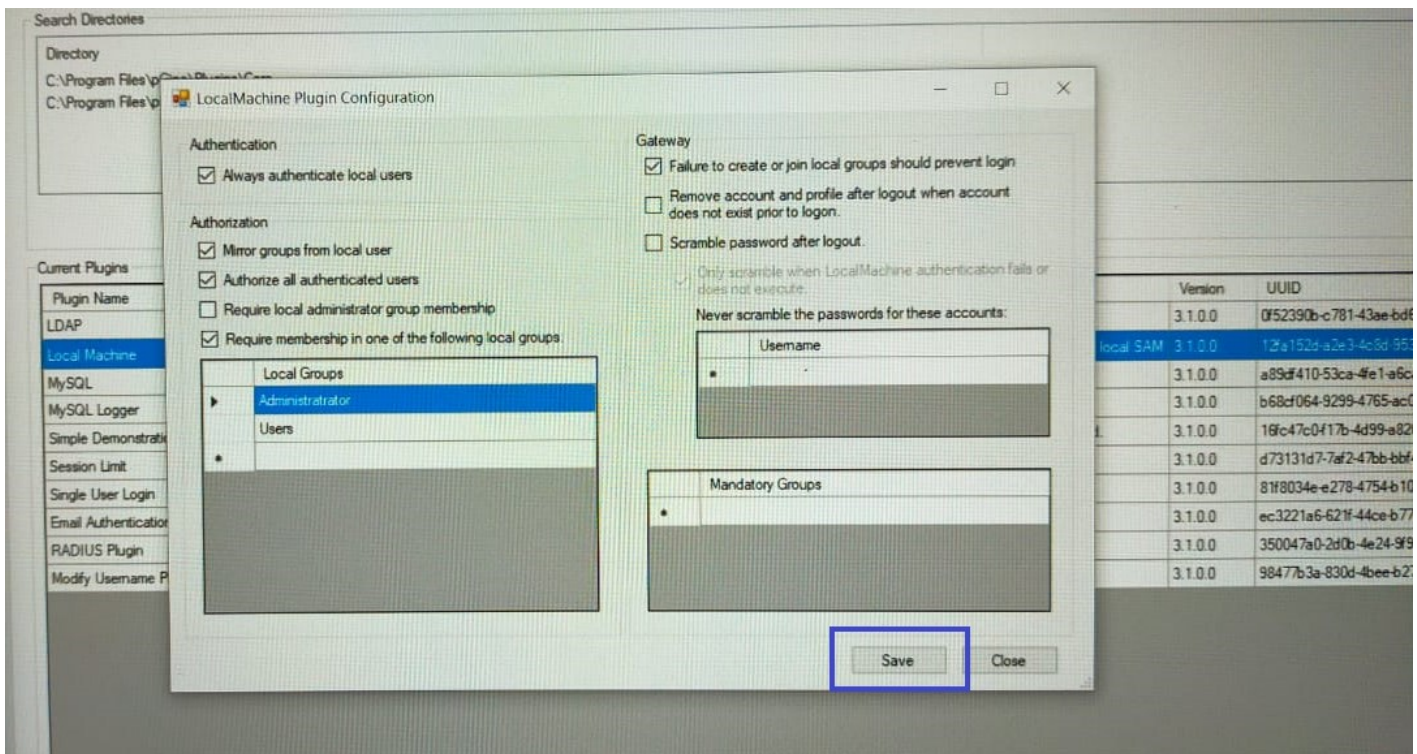 Search Directories
Directory
C:\Program Files\pGina\Plugins\Core
C:\Program Files\p
LocalMachine Plugin Configuration
Authentication
Always authenticate local users
Authorization
Mirror groups from local user
Authorize all authenticated users
Require local administrator group membership
Require membership in one of the following local groups:
Local Groups
Administratrator
Users
Gateway
Failure to create or join local groups should prevent login
Remove account and profile after logout when account
does not exist prior to logon.
Scramble password after logout.
Only scramble when LocalMachine authentication fails or
does not execute.
Never scramble the passwords for these accounts:
Username
Mandatory Groups
Save
Close
Current Plugins
Plugin Name
Version
UUID
LDAP
3.1.0.0
0f52390b-c781-43ae-bd6
Local Machine
local SAM
3.1.0.0
12fa152d-a2e3-4c8d-953
MySQL
3.1.0.0
a89df410-53ca-4fe1-a6c
MySQL Logger
3.1.0.0
b68cf064-9299-4765-ac0
Simple Demonstrati
3.1.0.0
16fc47c0-f17b-4d99-a820
Session Limit
3.1.0.0
d73131d7-7af2-47bb-bbf
Single User Login
3.1.0.0
81f8034e-e278-4754-b10
Email Authentication
3.1.0.0
ec3221a6-621f-44ce-b77
RADIUS Plugin
3.1.0.0
350047a0-2d0b-4e24-9f9
Modify Username P
3.1.0.0
98477b3a-830d-4bee-b27